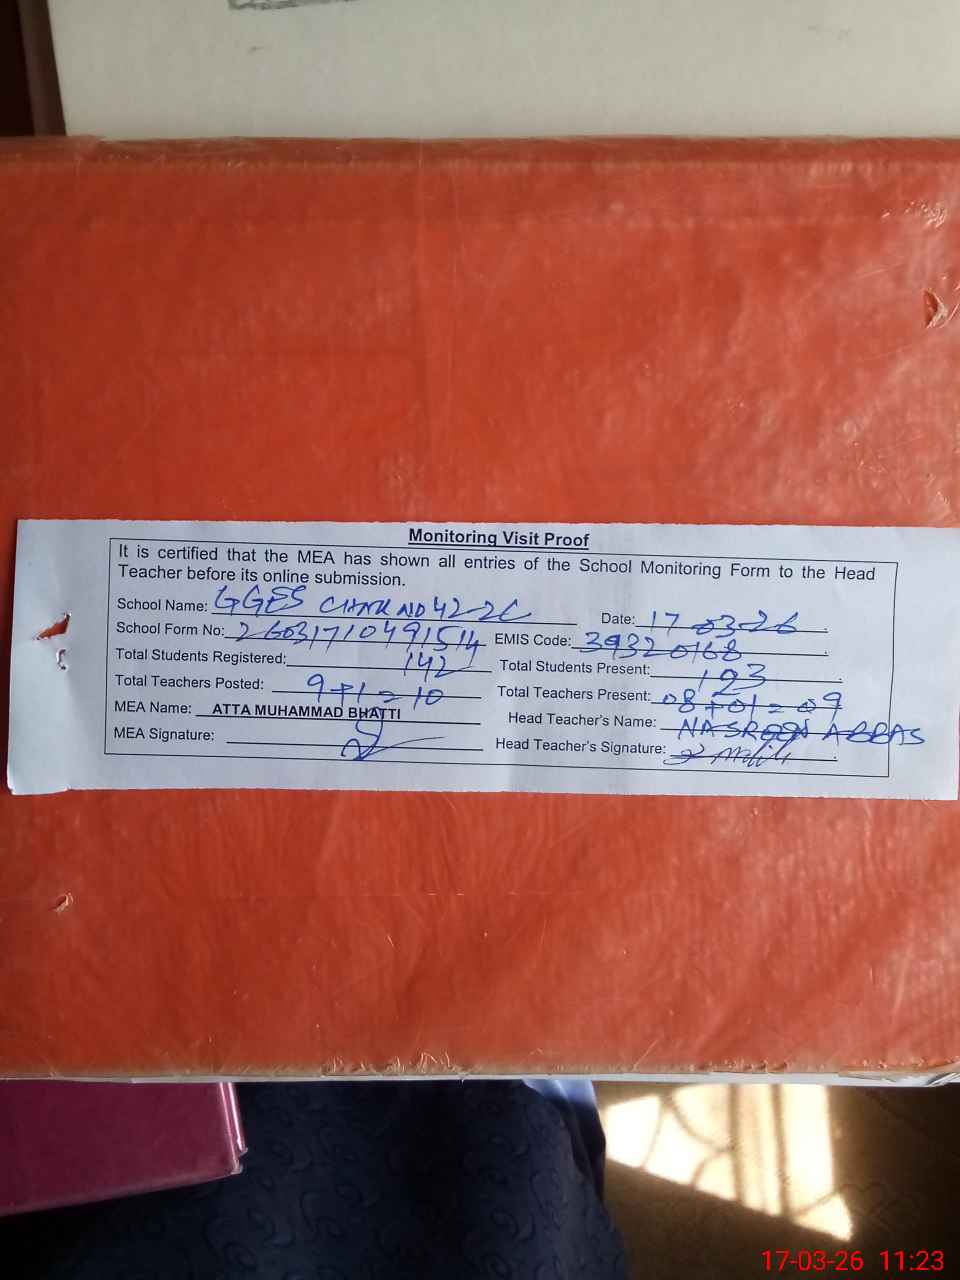 Monitoring Visit Proof
It is certified that the MEA has shown all entries of the School Monitoring Form to the Head
Teacher before its online submission.
School Name: GGES CHAK NO 42-2L Date: 17-03-26
School Form No: 26031710491514 EMIS Code: 39320168
Total Students Registered: 142 Total Students Present: 123
Total Teachers Posted: 9+1=10 Total Teachers Present: 08+01=09
MEA Name: ATTA MUHAMMAD BHATTI Head Teacher's Name: NASREEN ABBAS
MEA Signature: Head Teacher's Signature:
17-03-26 11:23